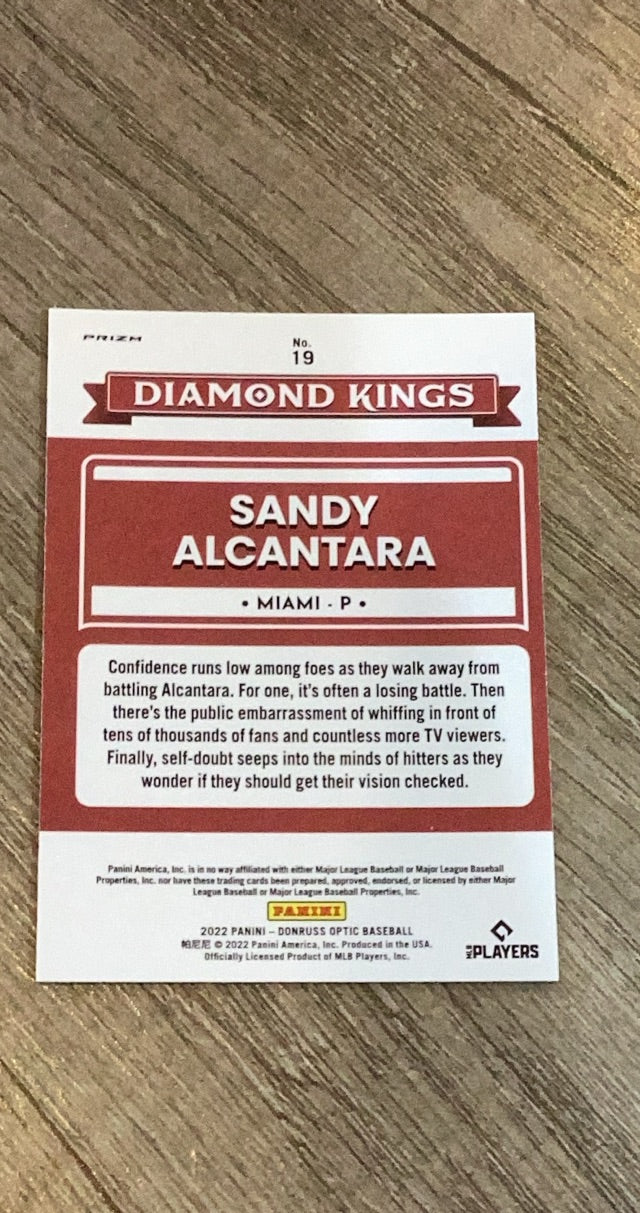 PRIZM
No.
19
DIAMOND KINGS
SANDY
ALCANTARA
• MIAMI - P •
Confidence runs low among foes as they walk away from
battling Alcantara. For one, it's often a losing battle. Then
there's the public embarrassment of whiffing in front of
tens of thousands of fans and countless more TV viewers.
Finally, self-doubt seeps into the minds of hitters as they
wonder if they should get their vision checked.
Panini America, Inc. is in no way affiliated with either Major League Baseball or Major League Baseball
Properties, Inc. nor have these trading cards been prepared, approved, endorsed, or licensed by either Major
League Baseball or Major League Baseball Properties, Inc.
PANINI
2022 PANINI – DONRUSS OPTIC BASEBALL
帕尼尼 © 2022 Panini America, Inc. Produced in the USA.
Officially Licensed Product of MLB Players, Inc.
MLB PLAYERS